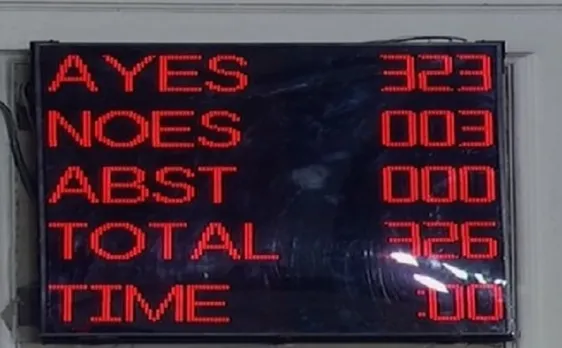 AYES 323
NOES 003
ABST 000
TOTAL 326
TIME :00